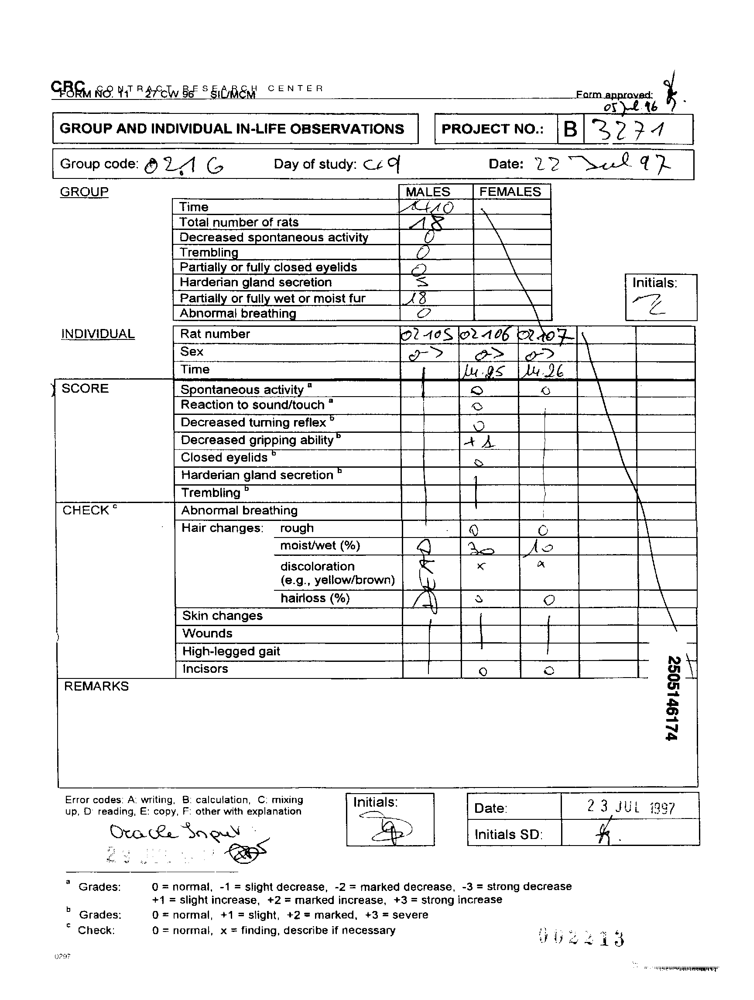 CRC CONTRACT RESEARCH CENTER
FORM NO. 11 27CW 96 SIL/MCM Form approved:
05 Jul 96
GROUP AND INDIVIDUAL IN-LIFE OBSERVATIONS PROJECT NO.: B 3271
Group code: 02.1 G Day of study: Date: 22 Jul 97
GROUP MALES FEMALES
Time 1410
Total number of rats 18
Decreased spontaneous activity 0
Trembling 0
Partially or fully closed eyelids 0
Harderian gland secretion 5 Initials:
Partially or fully wet or moist fur 18
Abnormal breathing 0
INDIVIDUAL Rat number 02105 02106 02107
Sex
Time 14.25 14.26
SCORE Spontaneous activity a 0 0
Reaction to sound/touch a 0
Decreased turning reflex b 0
Decreased gripping ability b +1
Closed eyelids b 0
Harderian gland secretion b
Trembling b
CHECK c Abnormal breathing
Hair changes: rough 0 0
moist/wet (%) DEAD 30 10
discoloration x x
(e.g., yellow/brown)
hairloss (%) 0 0
Skin changes
Wounds
High-legged gait
Incisors 0 0
REMARKS
2505146174
Error codes: A: writing, B: calculation, C: mixing
up, D: reading, E: copy, F: other with explanation
Initials:
Date: 23 JUL 1997
Initials SD:
Oracle Input
23 JUL
a Grades: 0 = normal, -1 = slight decrease, -2 = marked decrease, -3 = strong decrease
+1 = slight increase, +2 = marked increase, +3 = strong increase
b Grades: 0 = normal, +1 = slight, +2 = marked, +3 = severe
c Check: 0 = normal, x = finding, describe if necessary
002213
0297